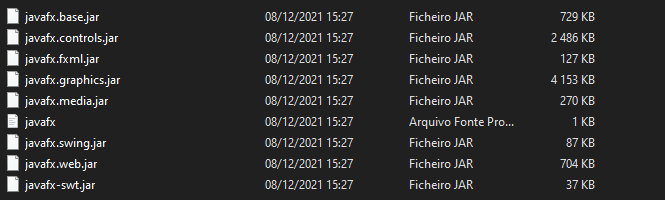 javafx.base.jar 08/12/2021 15:27 Ficheiro JAR 729 KB
javafx.controls.jar 08/12/2021 15:27 Ficheiro JAR 2 486 KB
javafx.fxml.jar 08/12/2021 15:27 Ficheiro JAR 127 KB
javafx.graphics.jar 08/12/2021 15:27 Ficheiro JAR 4 153 KB
javafx.media.jar 08/12/2021 15:27 Ficheiro JAR 270 KB
javafx 08/12/2021 15:27 Arquivo Fonte Pro... 1 KB
javafx.swing.jar 08/12/2021 15:27 Ficheiro JAR 87 KB
javafx.web.jar 08/12/2021 15:27 Ficheiro JAR 704 KB
javafx-swt.jar 08/12/2021 15:27 Ficheiro JAR 37 KB